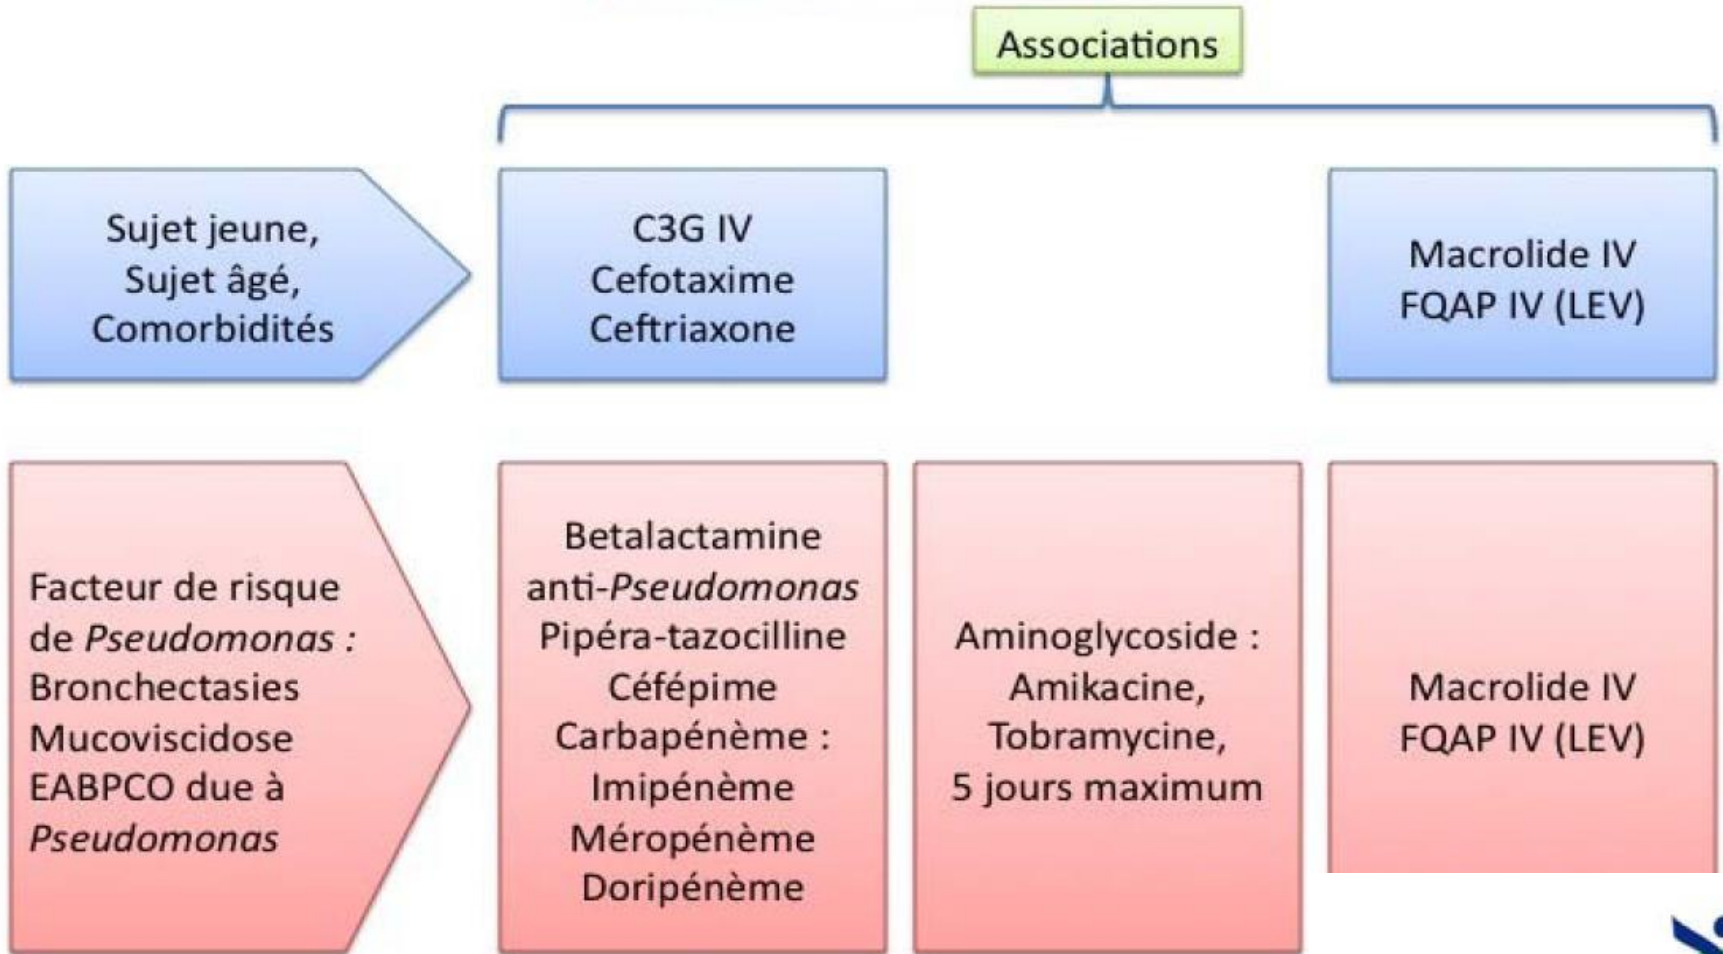 Associations
Sujet jeune,
Sujet âgé,
Comorbidités
C3G IV
Cefotaxime
Ceftriaxone
Macrolide IV
FQAP IV (LEV)
Facteur de risque
de Pseudomonas :
Bronchectasies
Mucoviscidose
EABPCO due à
Pseudomonas
Betalactamine
anti-Pseudomonas
Pipéra-tazocilline
Céfépime
Carbapénème :
Imipénème
Méropénème
Doripénème
Aminoglycoside :
Amikacine,
Tobramycine,
5 jours maximum
Macrolide IV
FQAP IV (LEV)